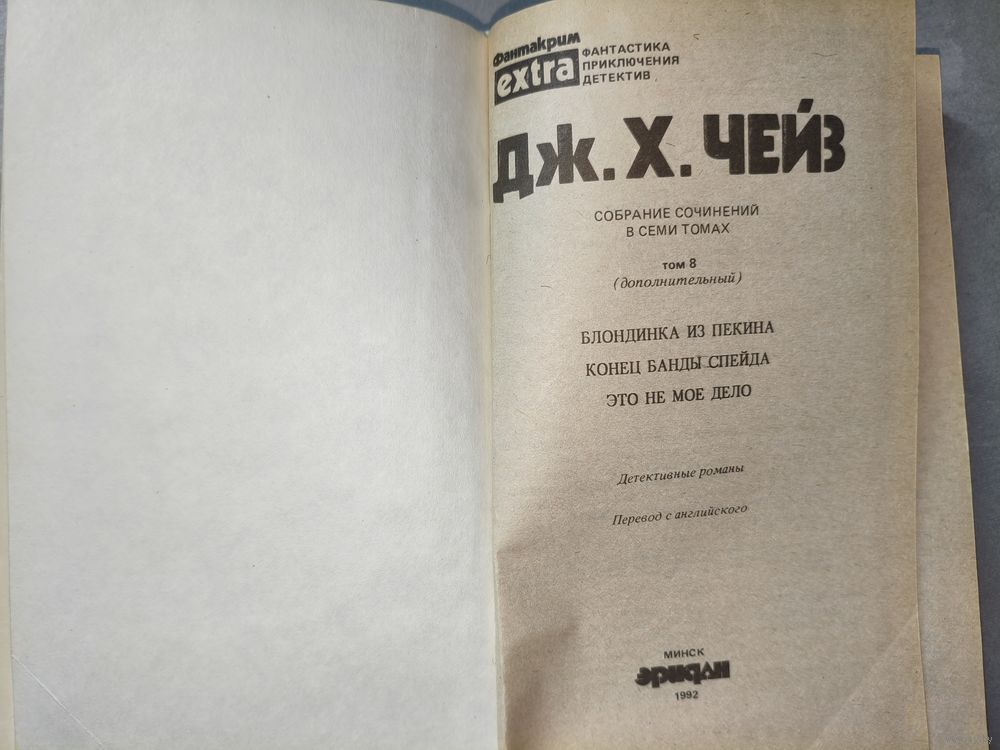 Фантакрим
extra
ФАНТАСТИКА
ПРИКЛЮЧЕНИЯ
ДЕТЕКТИВ
ДЖ. Х. ЧЕЙЗ
СОБРАНИЕ СОЧИНЕНИЙ
В СЕМИ ТОМАХ
том 8
(дополнительный)
БЛОНДИНКА ИЗ ПЕКИНА
КОНЕЦ БАНДЫ СПЕЙДА
ЭТО НЕ МОЕ ДЕЛО
Детективные романы
Перевод с английского
МИНСК
эридан
1992